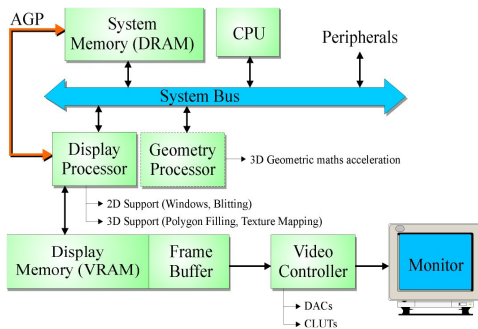 AGP
System
Memory (DRAM)
CPU
Peripherals
System Bus
Display
Processor
Geometry
Processor
3D Geometric maths acceleration
2D Support (Windows, Blitting)
3D Support (Polygon Filling, Texture Mapping)
Display
Memory (VRAM)
Frame
Buffer
Video
Controller
Monitor
DACs
CLUTs